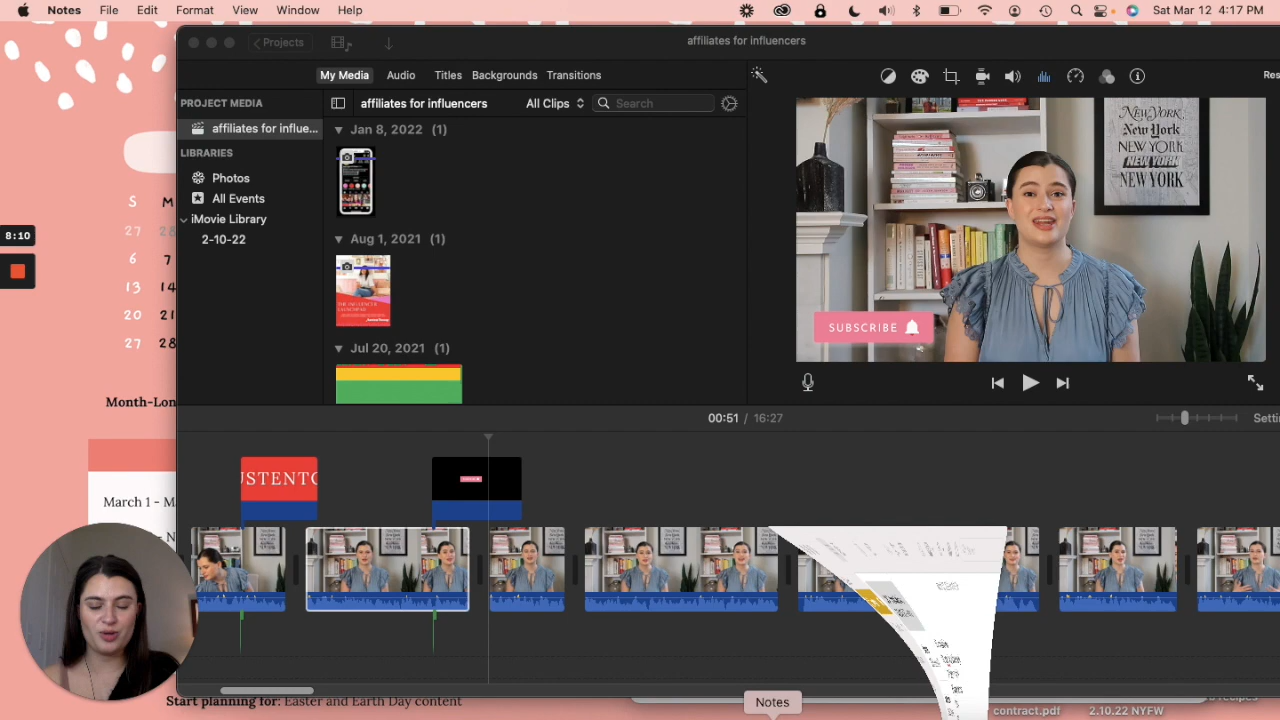 Notes File Edit Format View Window Help Sat Mar 12 4:17 PM
Projects affiliates for influencers
My Media Audio Titles Backgrounds Transitions
PROJECT MEDIA affiliates for influencers All Clips Search
affiliates for influe... Jan 8, 2022 (1)
LIBRARIES
Photos
All Events
iMovie Library
2-10-22
Aug 1, 2021 (1)
THE INFLUENCER
LAUNCHPAD
Jul 20, 2021 (1)
NEW YORK
New York
NEW YORK
NEW YORK
NEW YORK
SUBSCRIBE
S M
27 28
6 7
13 14
20 21
27 28
8:10
00:51 / 16:27
Month-Lon
USTENTO
March 1 - M
Start planning for: Easter and Earth Day content
Notes
contract.pdf 2.10.22 NYFW